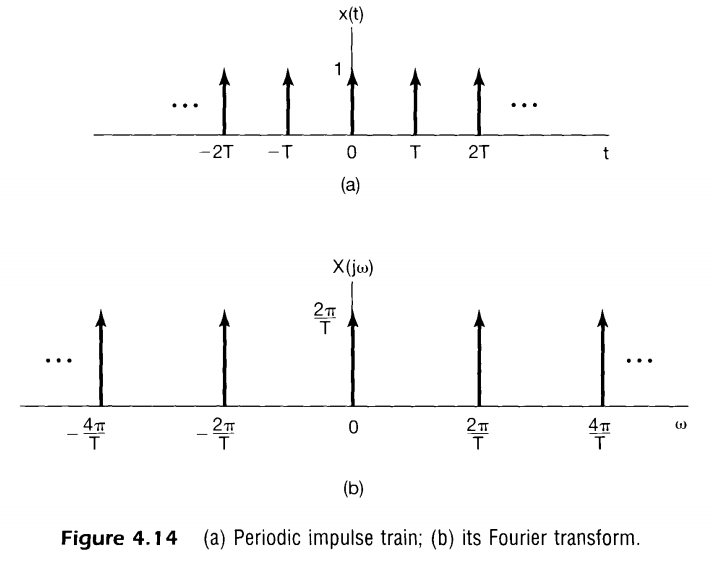 x(t)
1
... ...
−2T −T 0 T 2T t
(a)
X(jω)
2π/T
... ...
−4π/T −2π/T 0 2π/T 4π/T ω
(b)
Figure 4.14 (a) Periodic impulse train; (b) its Fourier transform.